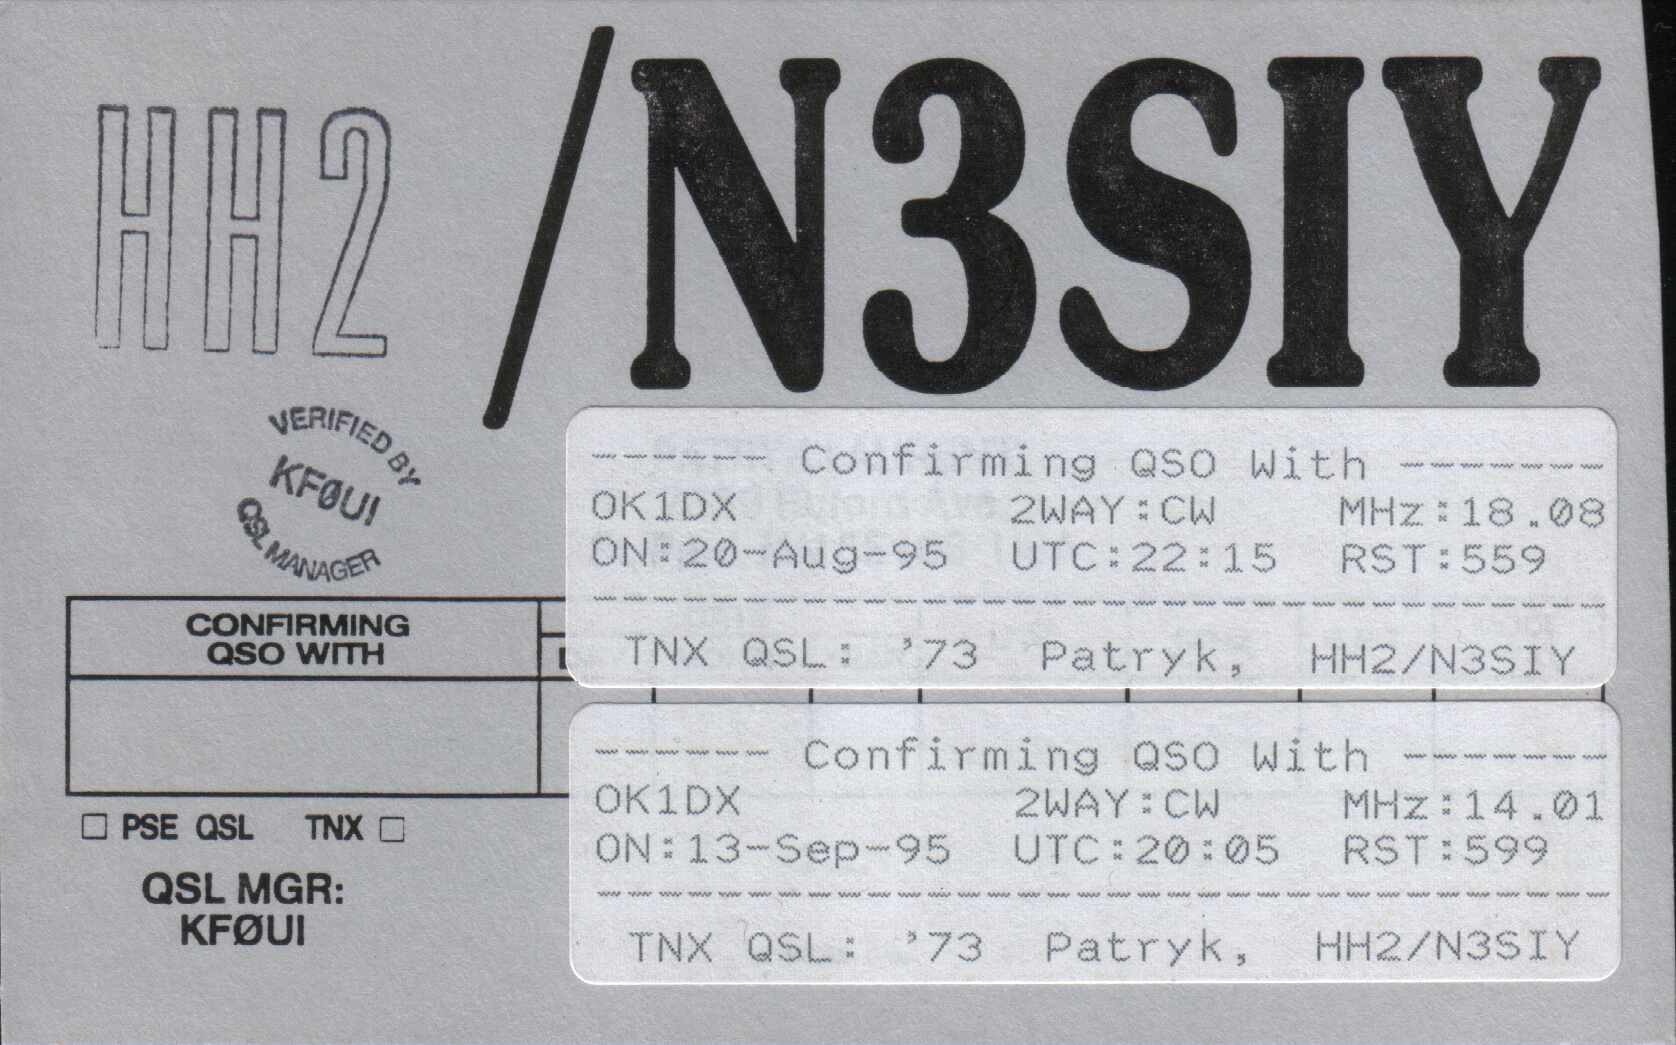 HH2 /N3SIY
VERIFIED BY
KFØUI
QSL MANAGER
------ Confirming QSO With -------
OK1DX 2WAY:CW MHz:18.08
ON:20-Aug-95 UTC:22:15 RST:559
----------------------------------
TNX QSL: '73 Patryk, HH2/N3SIY
CONFIRMING
QSO WITH
------ Confirming QSO With -------
OK1DX 2WAY:CW MHz:14.01
ON:13-Sep-95 UTC:20:05 RST:599
----------------------------------
TNX QSL: '73 Patryk, HH2/N3SIY
☐ PSE QSL TNX ☐
QSL MGR:
KFØUI